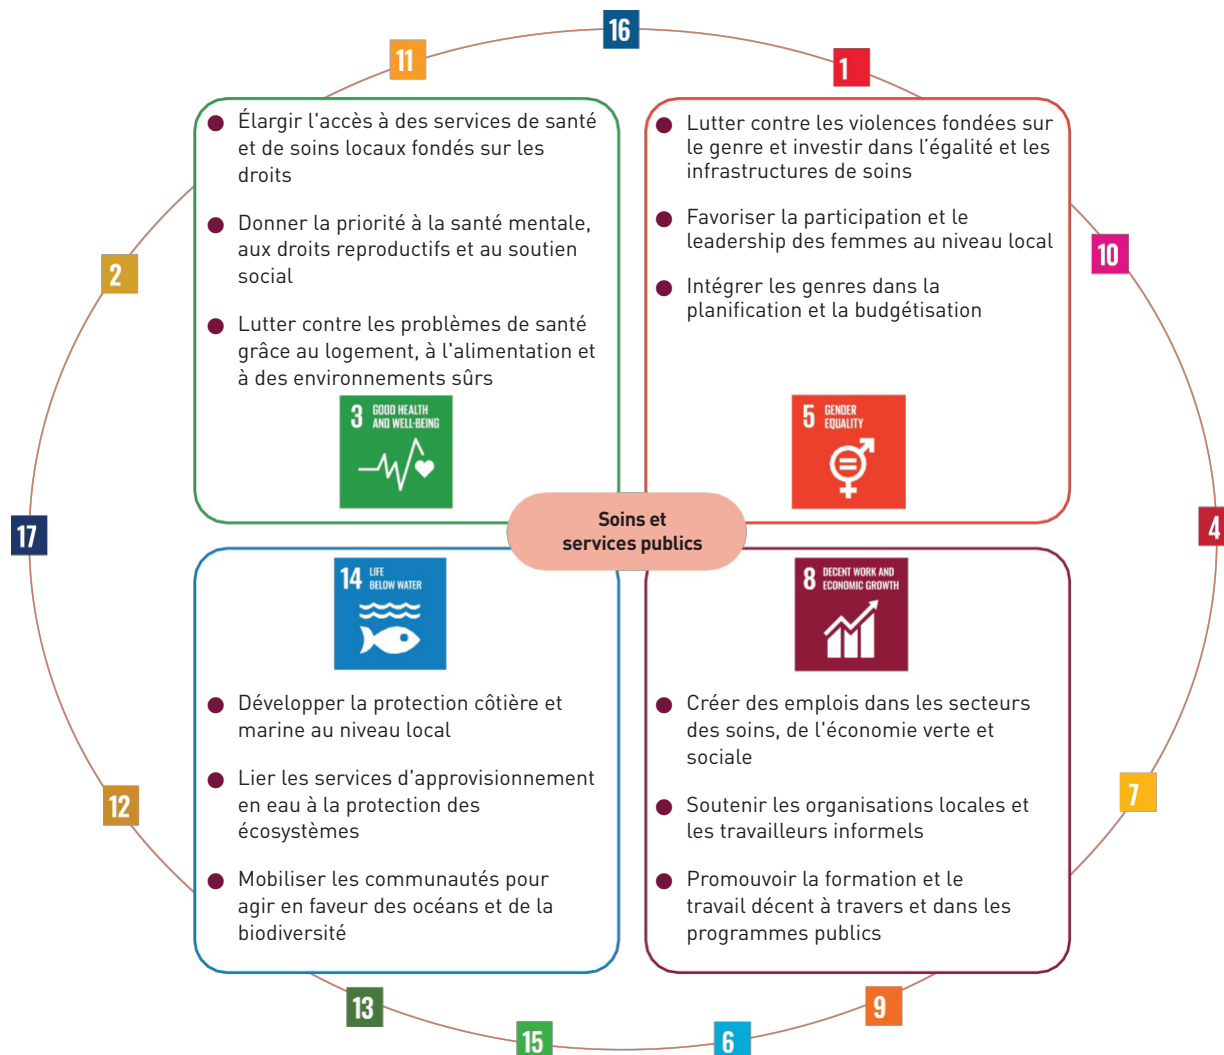 16
11
1
Élargir l'accès à des services de santé
et de soins locaux fondés sur les
droits
Donner la priorité à la santé mentale,
aux droits reproductifs et au soutien
social
Lutter contre les problèmes de santé
grâce au logement, à l'alimentation et
à des environnements sûrs
3 GOOD HEALTH
AND WELL-BEING
Lutter contre les violences fondées sur
le genre et investir dans l’égalité et les
infrastructures de soins
Favoriser la participation et le
leadership des femmes au niveau local
Intégrer les genres dans la
planification et la budgétisation
5 GENDER
EQUALITY
2
10
17
4
Soins et
services publics
14 LIFE
BELOW WATER
Développer la protection côtière et
marine au niveau local
Lier les services d'approvisionnement
en eau à la protection des
écosystèmes
Mobiliser les communautés pour
agir en faveur des océans et de la
biodiversité
8 DECENT WORK AND
ECONOMIC GROWTH
Créer des emplois dans les secteurs
des soins, de l'économie verte et
sociale
Soutenir les organisations locales et
les travailleurs informels
Promouvoir la formation et le
travail décent à travers et dans les
programmes publics
12
7
13
9
15
6